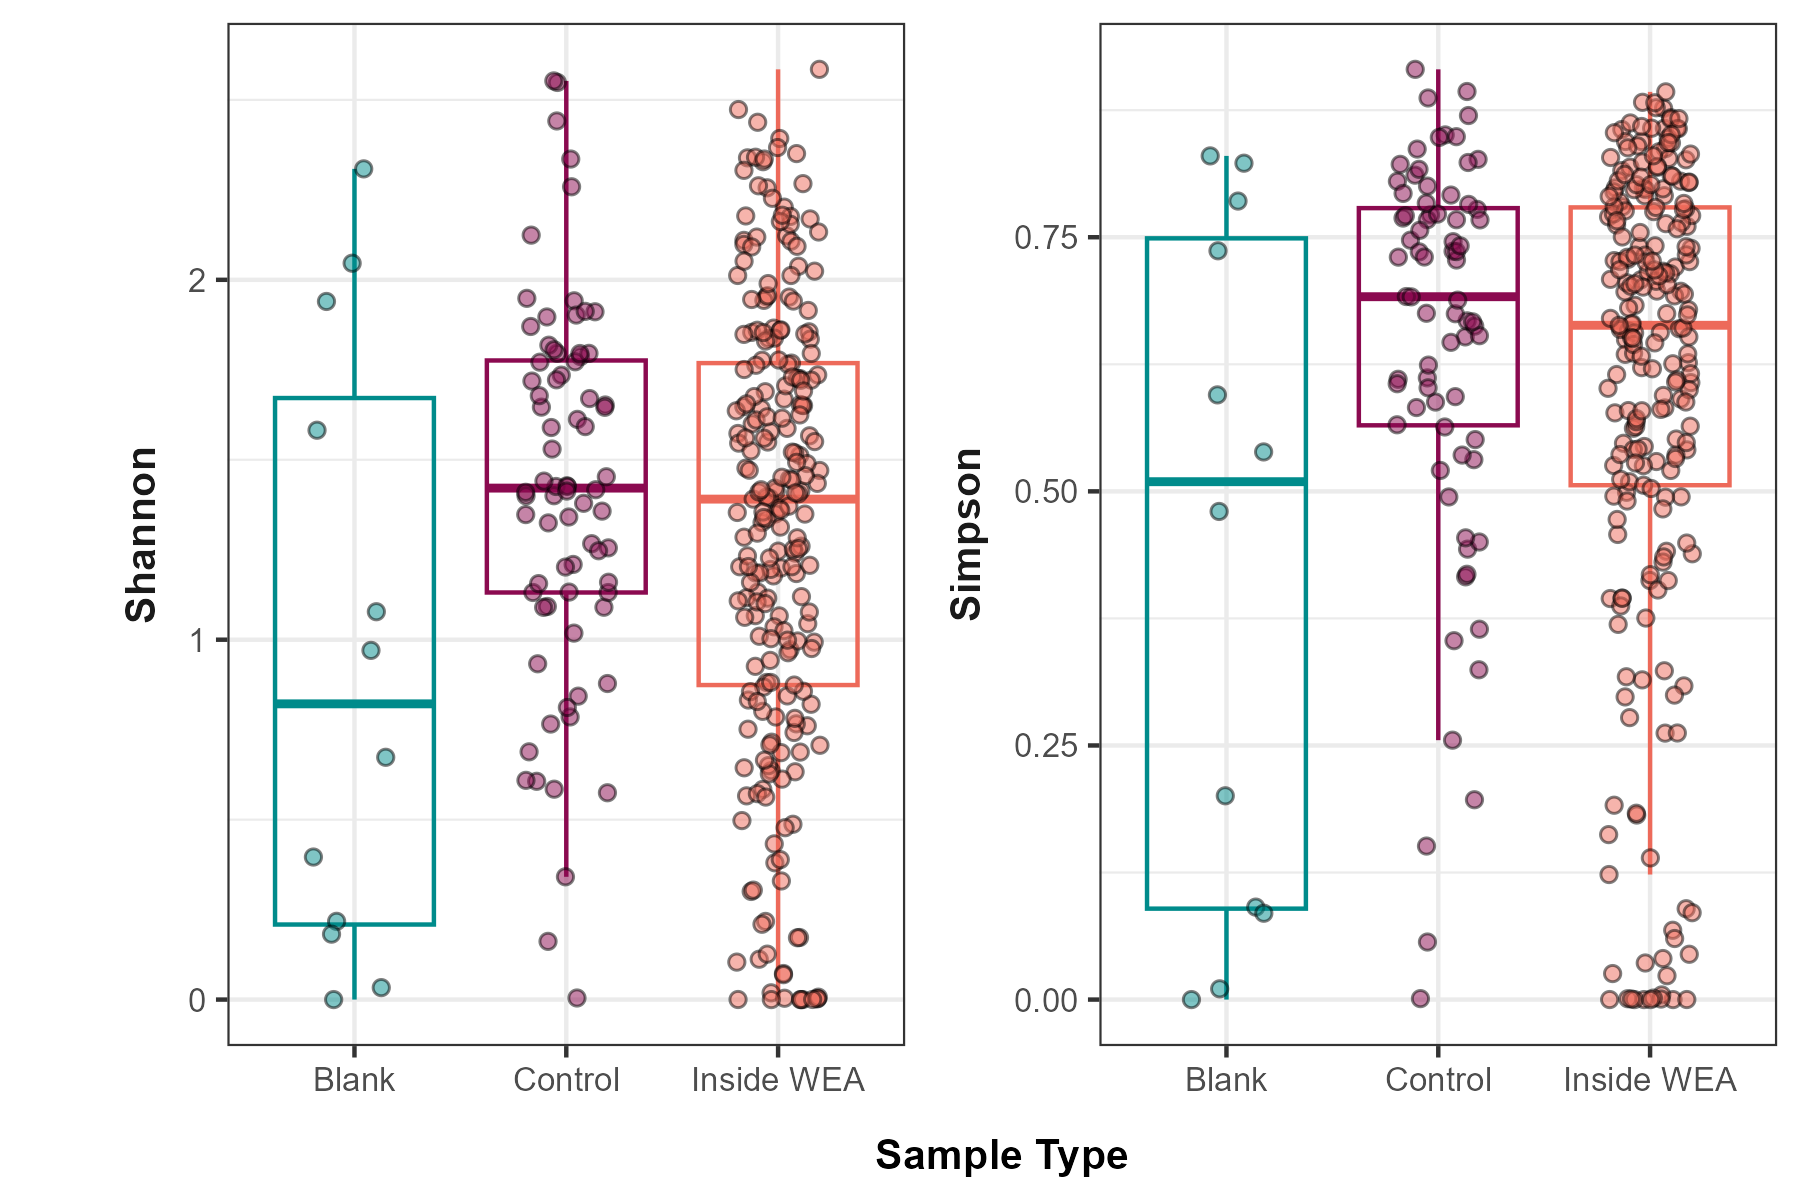 Shannon
2
1
0
Blank Control Inside WEA
Simpson
0.75
0.50
0.25
0.00
Blank Control Inside WEA
Sample Type